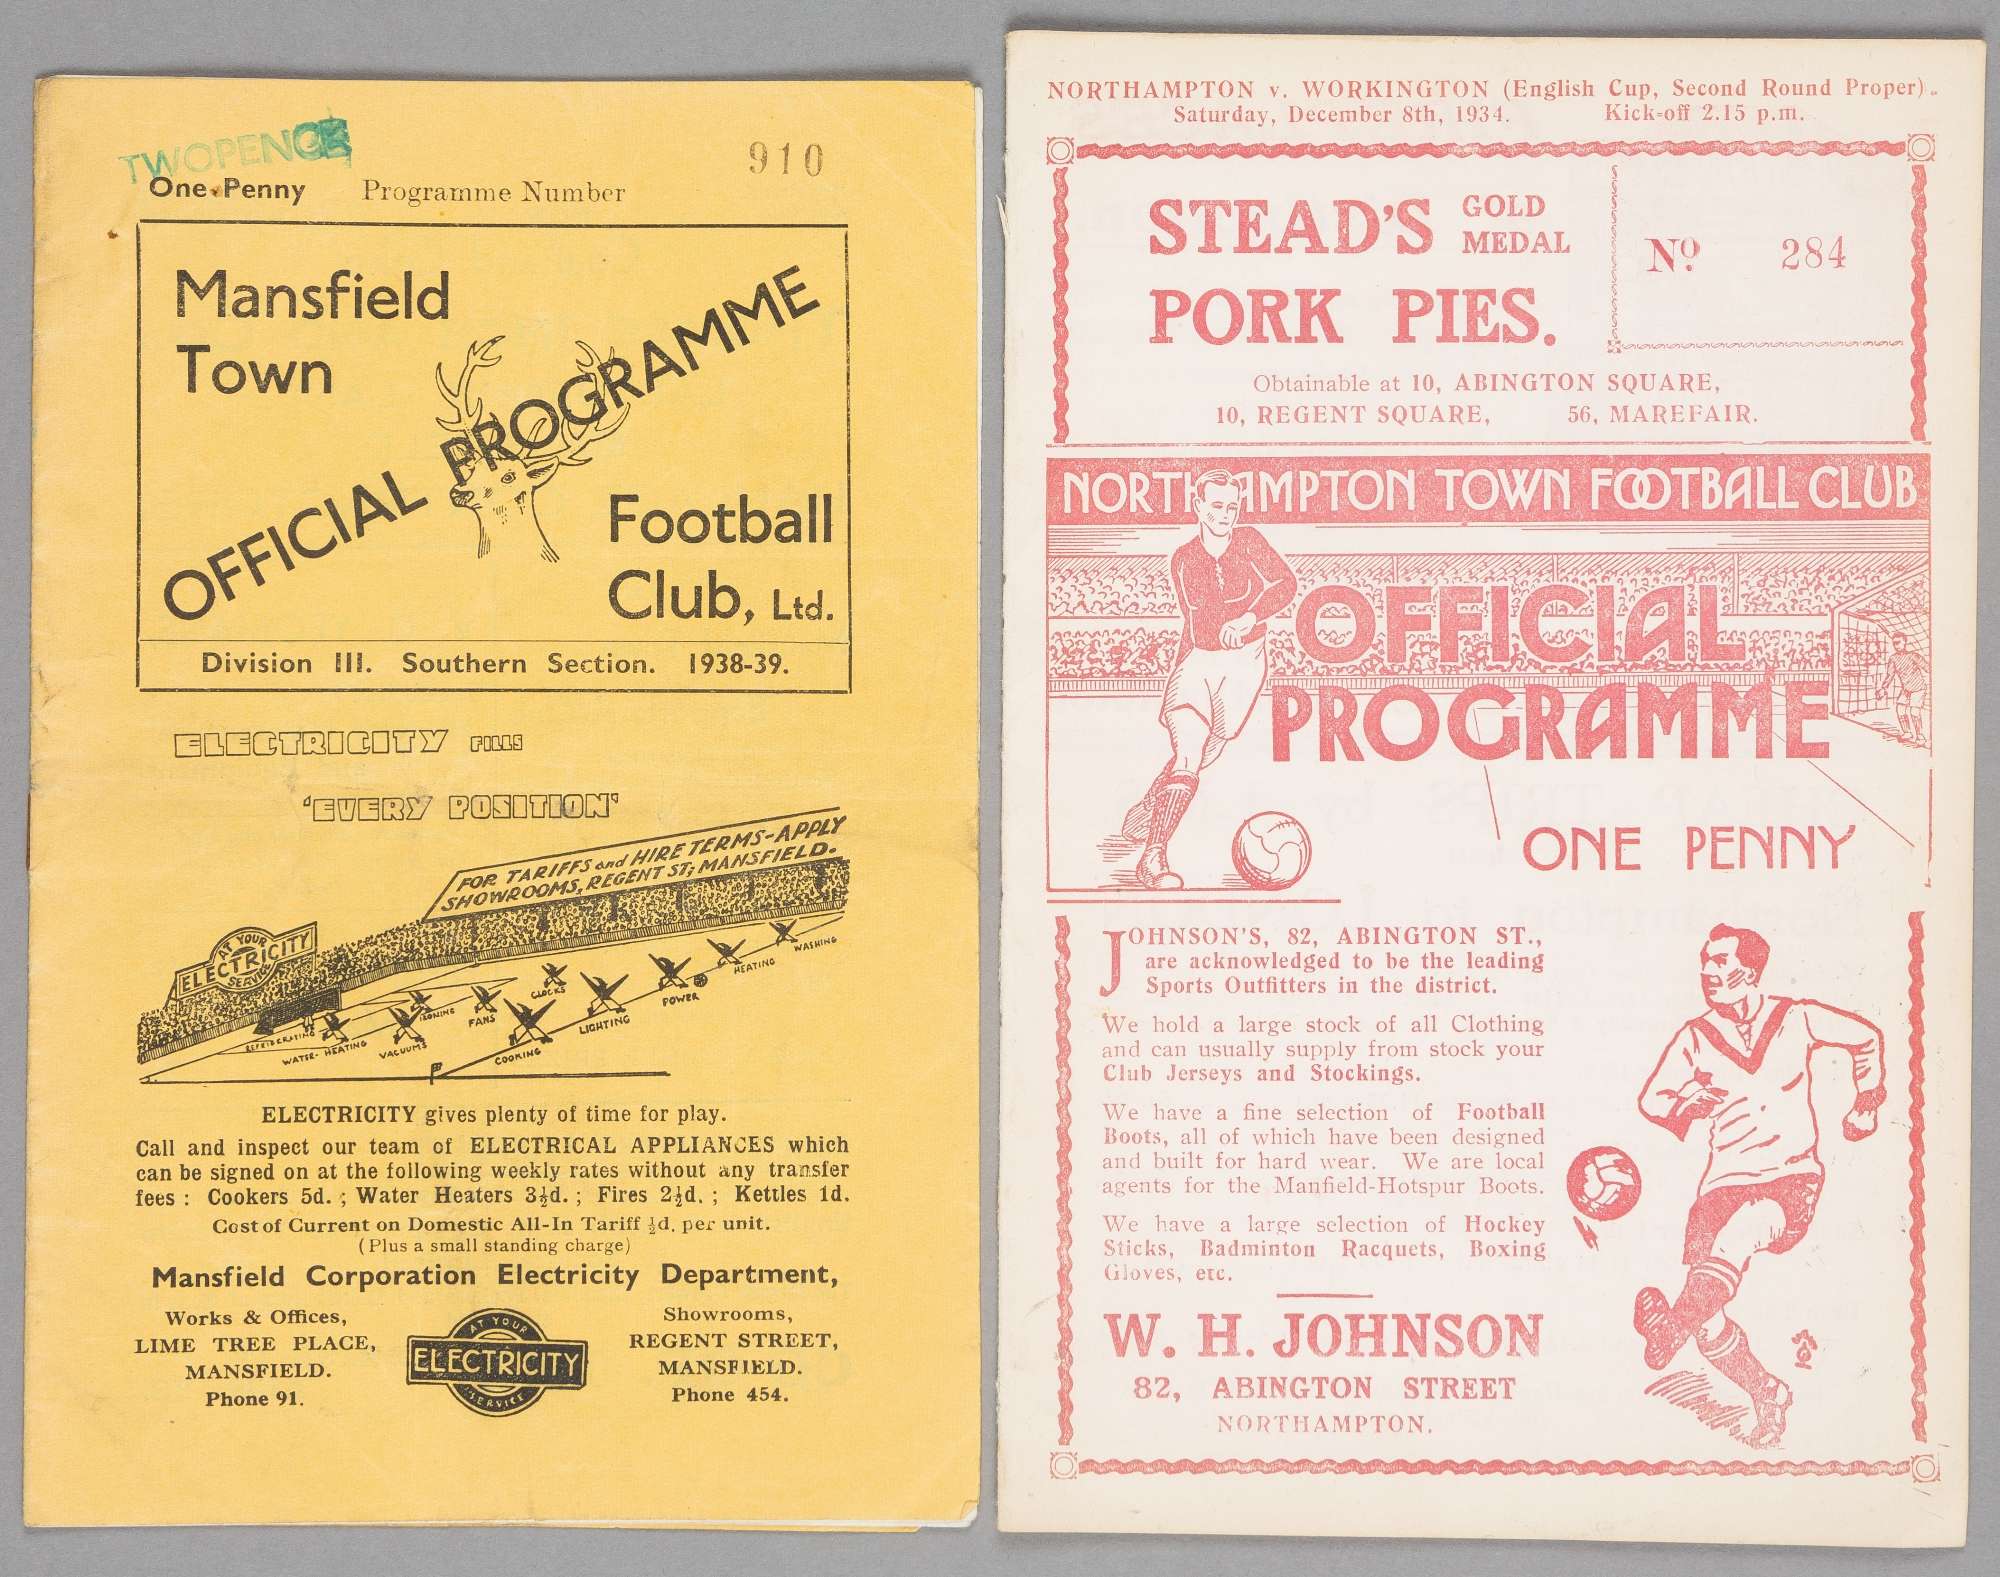 TWOPENCE
One Penny Programme Number 910
Mansfield
Town
OFFICIAL PROGRAMME
Football
Club, Ltd.
Division III. Southern Section. 1938-39.
ELECTRICITY FILLS
'EVERY POSITION'
FOR TARIFFS and HIRE TERMS-APPLY
SHOWROOMS, REGENT ST; MANSFIELD.
AT YOUR
ELECTRICITY
SERVICE
WASHING
HEATING
POWER
CLOCKS
LIGHTING
IRONING
FANS
COOKING
REFRIGERATING
WATER-HEATING
VACUUMS
ELECTRICITY gives plenty of time for play.
Call and inspect our team of ELECTRICAL APPLIANCES which
can be signed on at the following weekly rates without any transfer
fees : Cookers 5d. ; Water Heaters 3½d. ; Fires 2½d. ; Kettles 1d.
Cost of Current on Domestic All-In Tariff ½d. per unit.
(Plus a small standing charge)
Mansfield Corporation Electricity Department,
Works & Offices,
LIME TREE PLACE,
MANSFIELD.
Phone 91.
AT YOUR
ELECTRICITY
SERVICE
Showrooms,
REGENT STREET,
MANSFIELD.
Phone 454.
NORTHAMPTON v. WORKINGTON (English Cup, Second Round Proper).
Saturday, December 8th, 1934. Kick-off 2.15 p.m.
STEAD'S GOLD MEDAL
PORK PIES.
No. 284
Obtainable at 10, ABINGTON SQUARE,
10, REGENT SQUARE, 56, MAREFAIR.
NORTHAMPTON TOWN FOOTBALL CLUB
OFFICIAL
PROGRAMME
ONE PENNY
JOHNSON'S, 82, ABINGTON ST.,
are acknowledged to be the leading
Sports Outfitters in the district.
We hold a large stock of all Clothing
and can usually supply from stock your
Club Jerseys and Stockings.
We have a fine selection of Football
Boots, all of which have been designed
and built for hard wear. We are local
agents for the Manfield-Hotspur Boots.
We have a large selection of Hockey
Sticks, Badminton Racquets, Boxing
Gloves, etc.
W. H. JOHNSON
82, ABINGTON STREET
NORTHAMPTON.